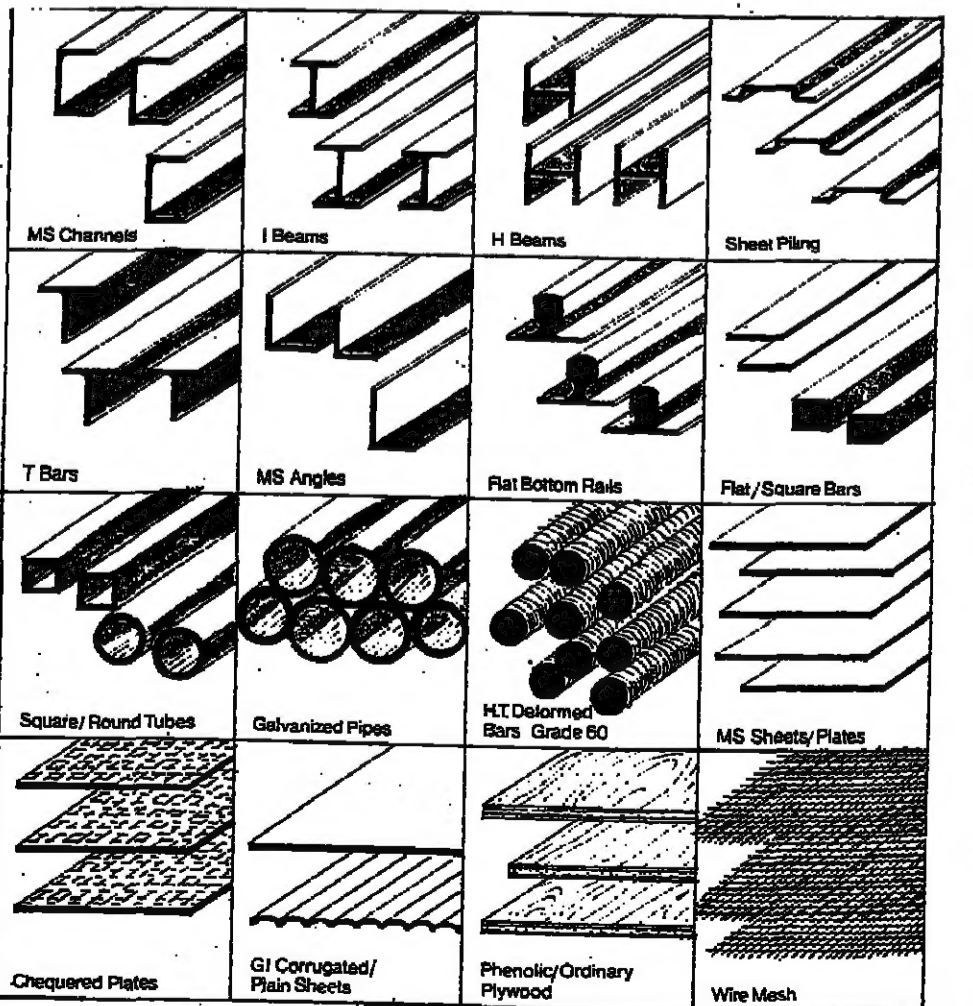 MS Channels
I Beams
H Beams
Sheet Piling
T Bars
MS Angles
Flat Bottom Rails
Flat/Square Bars
Square/Round Tubes
Galvanized Pipes
H.T. Deformed
Bars Grade 60
MS Sheets/Plates
Chequered Plates
GI Corrugated/
Plain Sheets
Phenolic/Ordinary
Plywood
Wire Mesh